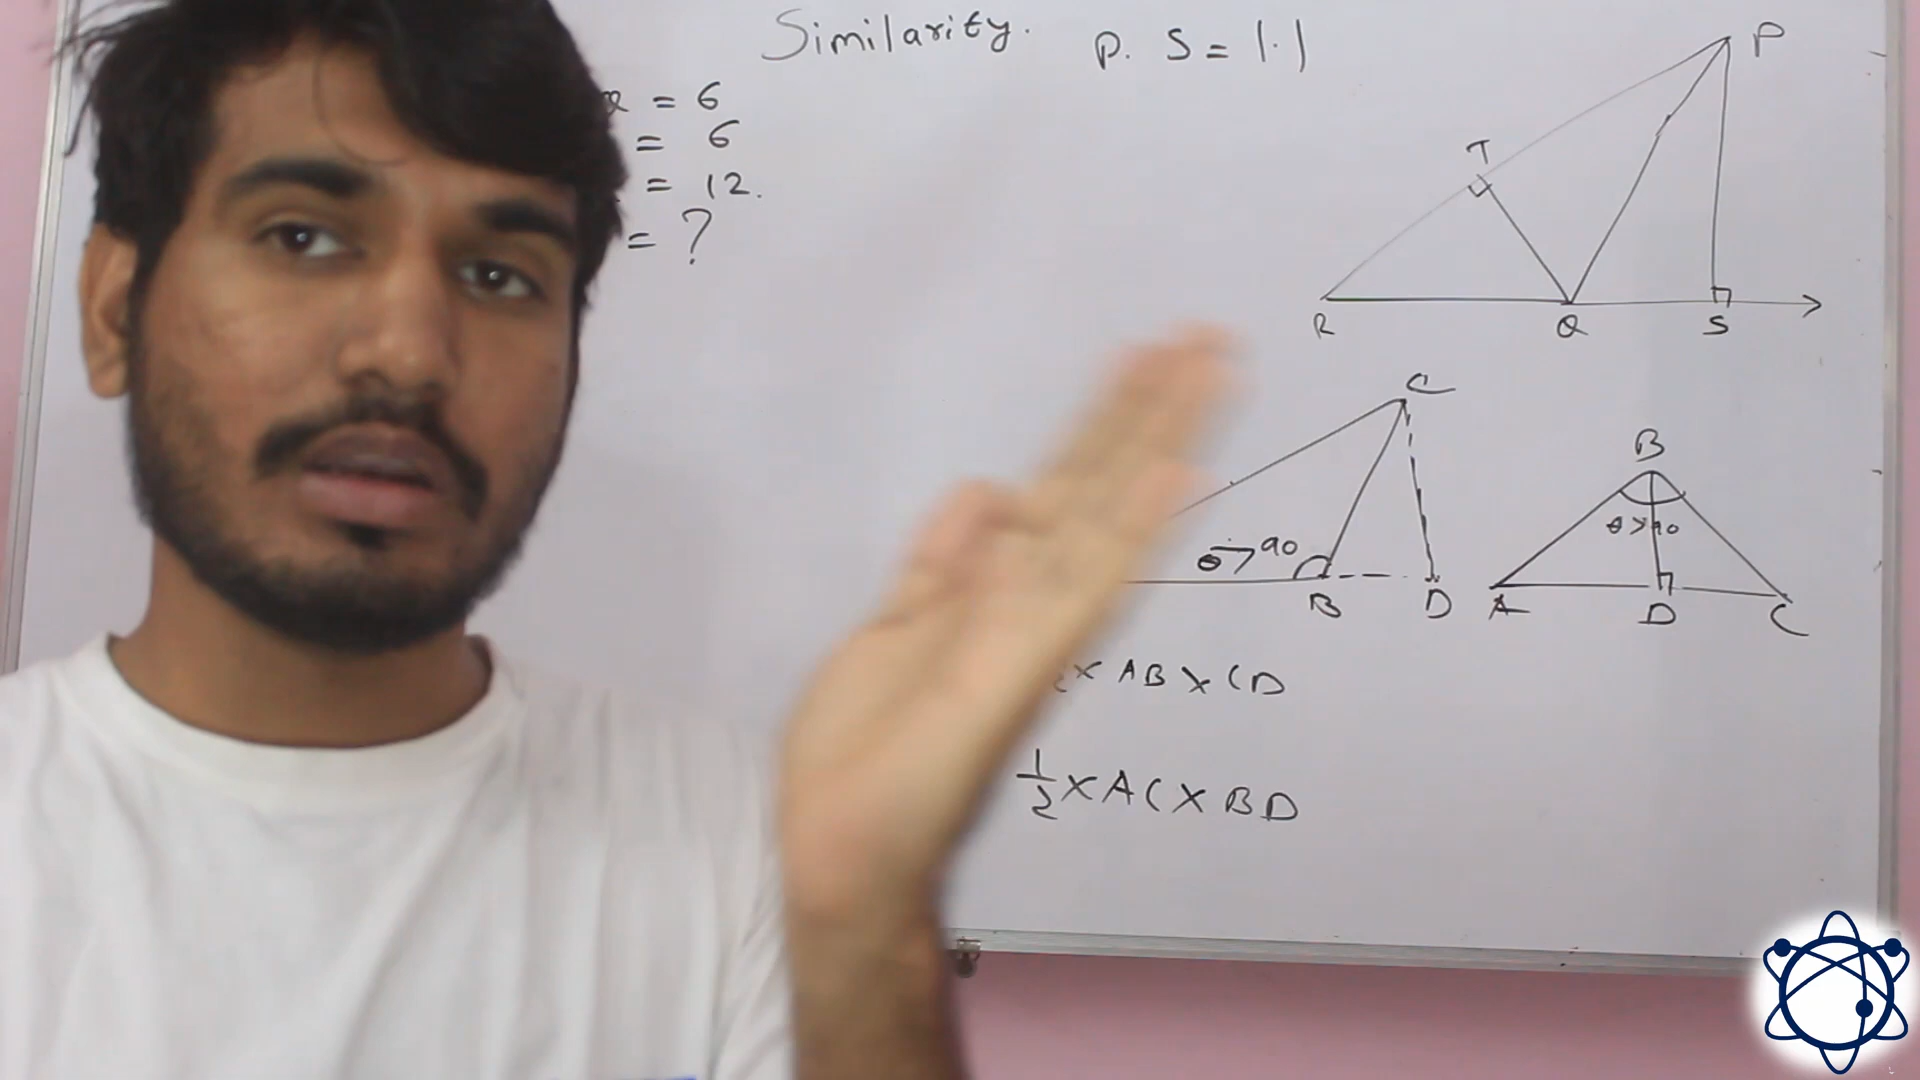 Similarity.
P. S = 1.1
= 6
= 6
= 12.
= ?
P
T
R
Q
S
C
θ > 90
B
D
B
θ > 90
A
D
C
× AB × CD
1/2 × AC × BD